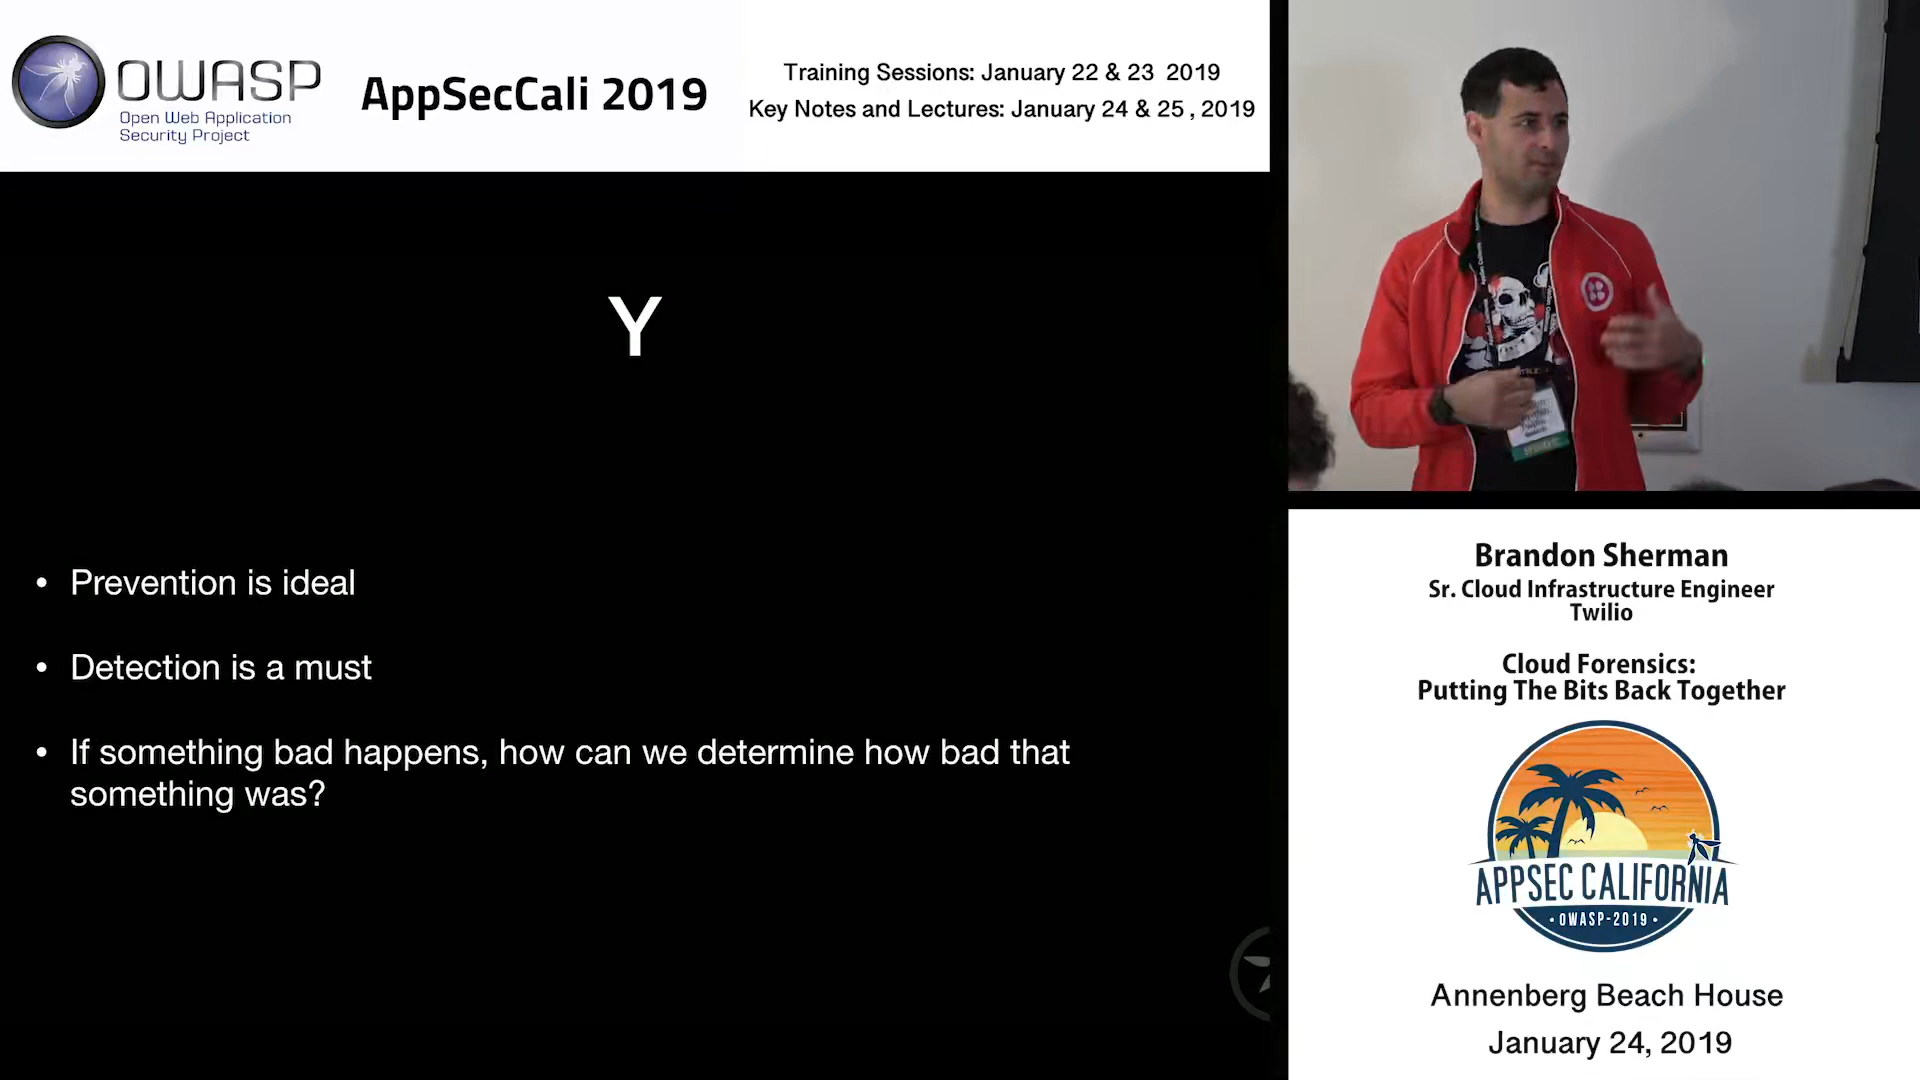 OWASP
Open Web Application
Security Project
AppSecCali 2019
Training Sessions: January 22 & 23 2019
Key Notes and Lectures: January 24 & 25 , 2019
Y
• Prevention is ideal
• Detection is a must
• If something bad happens, how can we determine how bad that
something was?
Brandon Sherman
Sr. Cloud Infrastructure Engineer
Twilio
Cloud Forensics:
Putting The Bits Back Together
APPSEC CALIFORNIA
• OWASP-2019 •
Annenberg Beach House
January 24, 2019